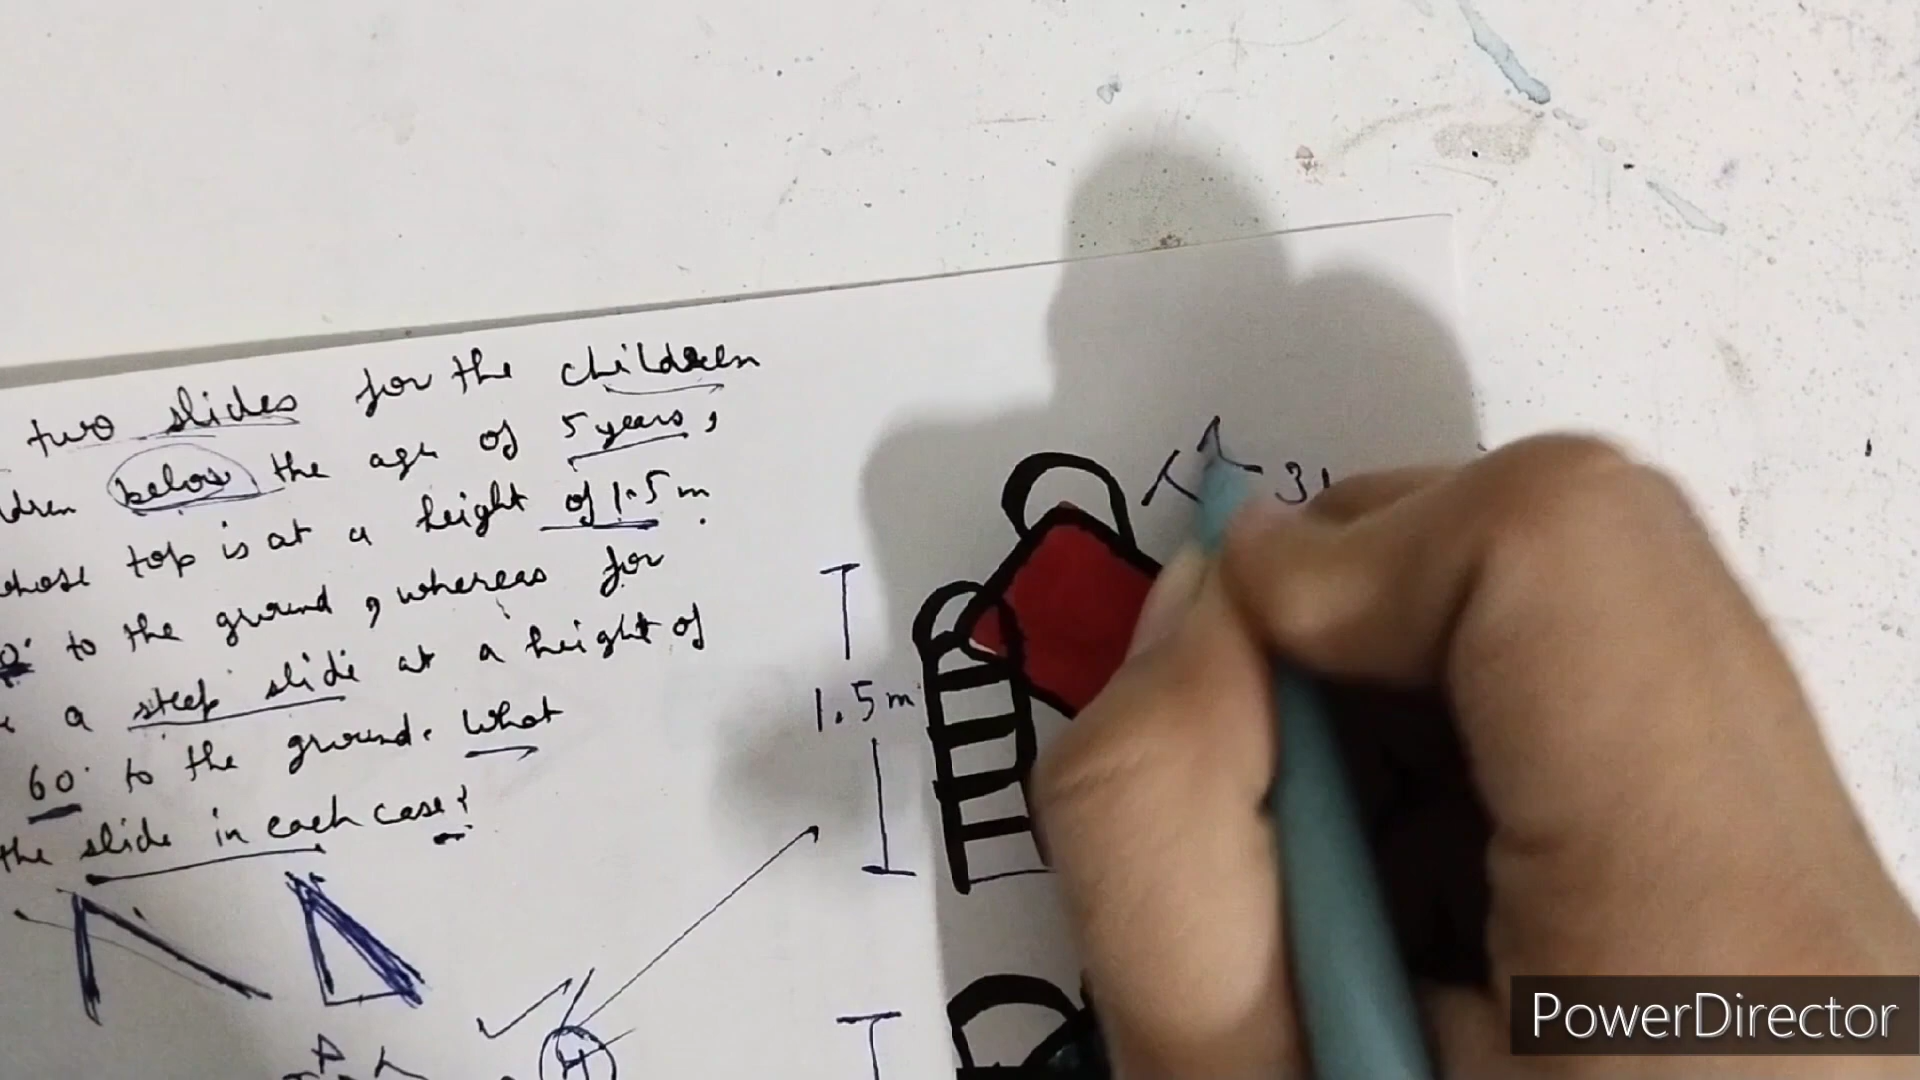 two slides for the children
below the age of 5 years,
top is at a height of 1.5 m
to the ground, whereas for
a steep slide at a height of
60° to the ground. What
the slide in each case?
1.5 m
H
PowerDirector